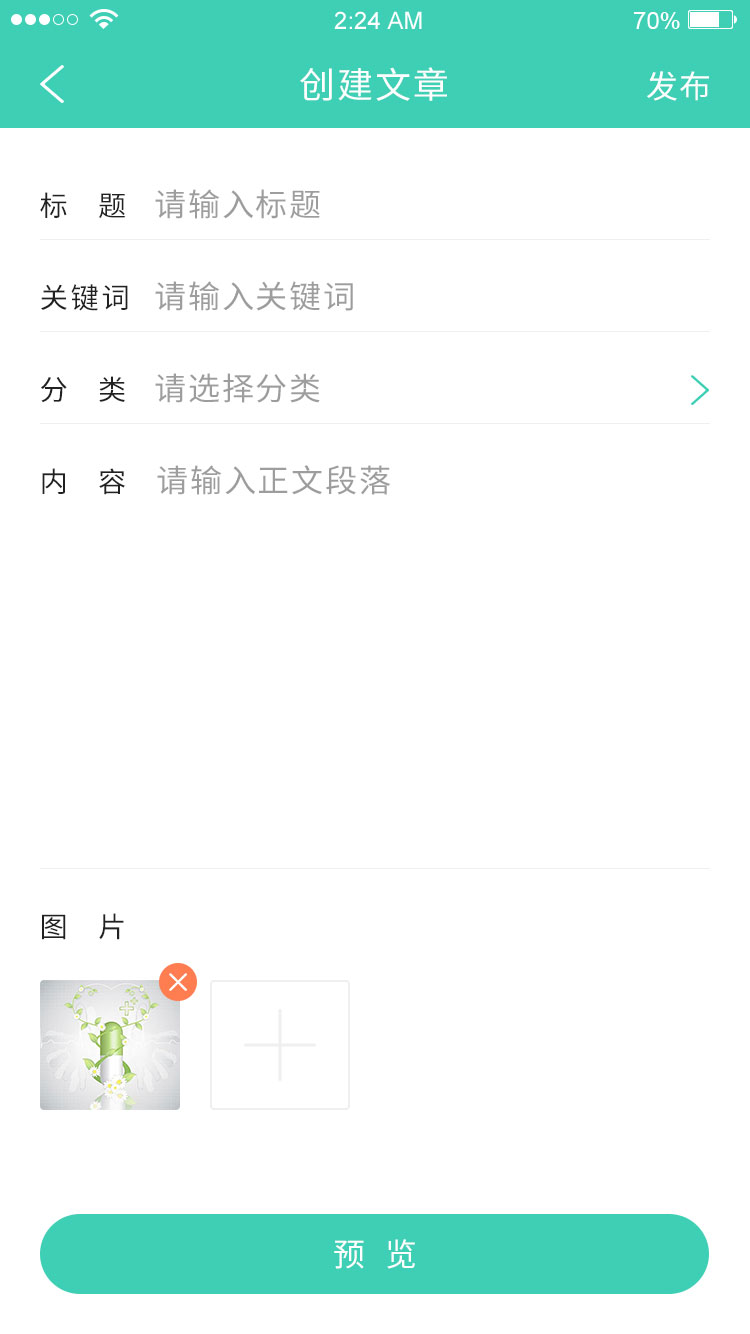 2:24 AM 70%
创建文章 发布
标 题 请输入标题
关键词 请输入关键词
分 类 请选择分类
内 容 请输入正文段落
图 片
预 览